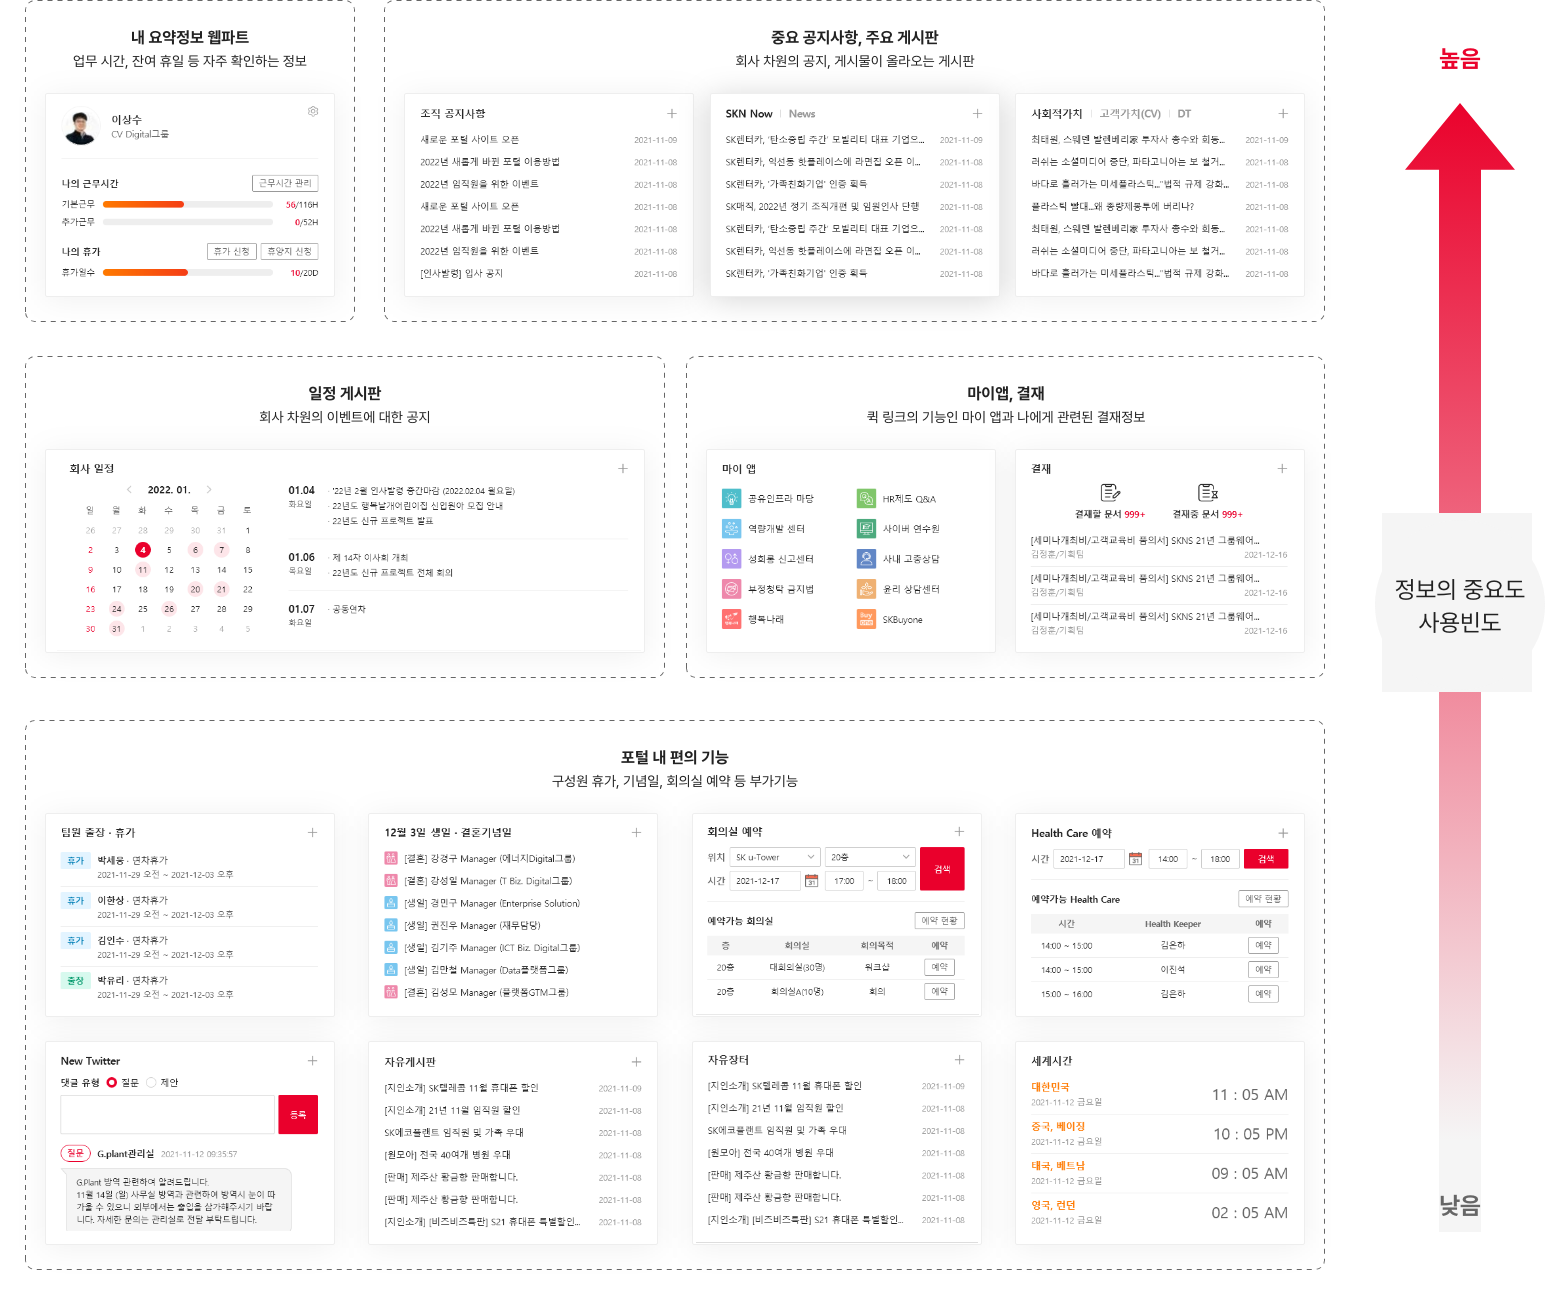 내 요약정보 웹파트
업무 시간, 잔여 휴일 등 자주 확인하는 정보
이상수
CV Digital그룹
나의 근무시간
근무시간 관리
기본근무 56/116H
추가근무 0/52H
나의 휴가
휴가 신청
휴양지 신청
휴가일수 10/20D
중요 공지사항, 주요 게시판
회사 차원의 공지, 게시물이 올라오는 게시판
조직 공지사항
새로운 포털 사이트 오픈 2021-11-09
2022년 새롭게 바뀐 포털 이용방법 2021-11-08
2022년 임직원을 위한 이벤트 2021-11-08
새로운 포털 사이트 오픈 2021-11-08
2022년 새롭게 바뀐 포털 이용방법 2021-11-08
2022년 임직원을 위한 이벤트 2021-11-08
[인사발령] 입사 공지 2021-11-08
SKN Now | News
SK렌터카, '탄소중립 주간' 모빌리티 대표 기업으... 2021-11-09
SK렌터카, 익선동 핫플레이스에 라면집 오픈 이... 2021-11-08
SK렌터카, '가족친화기업' 인증 획득 2021-11-08
SK매직, 2022년 정기 조직개편 및 임원인사 단행 2021-11-08
SK렌터카, '탄소중립 주간' 모빌리티 대표 기업으... 2021-11-08
SK렌터카, 익선동 핫플레이스에 라면집 오픈 이... 2021-11-08
SK렌터카, '가족친화기업' 인증 획득 2021-11-08
사회적가치 | 고객가치(CV) | DT
최태원, 스웨덴 발렌베리家 투자사 총수와 회동... 2021-11-09
러쉬는 소셜미디어 중단, 파타고니아는 보 철거... 2021-11-08
바다로 흘러가는 미세플라스틱..."법적 규제 강화... 2021-11-08
플라스틱 빨대...왜 종량제봉투에 버리나? 2021-11-08
최태원, 스웨덴 발렌베리家 투자사 총수와 회동... 2021-11-08
러쉬는 소셜미디어 중단, 파타고니아는 보 철거... 2021-11-08
바다로 흘러가는 미세플라스틱..."법적 규제 강화... 2021-11-08
일정 게시판
회사 차원의 이벤트에 대한 공지
회사 일정
2022. 01.
일 월 화 수 목 금 토
26 27 28 29 30 31 1
2 3 4 5 6 7 8
9 10 11 12 13 14 15
16 17 18 19 20 21 22
23 24 25 26 27 28 29
30 31 1 2 3 4 5
01.04
화요일
· '22년 2월 인사발령 중간마감 (2022.02.04 월요일)
· 22년도 행복날개어린이집 신입원아 모집 안내
· 22년도 신규 프로젝트 발표
01.06
목요일
· 제 14차 이사회 개최
· 22년도 신규 프로젝트 전체 회의
01.07
화요일
· 공동연차
마이앱, 결재
퀵 링크의 기능인 마이 앱과 나에게 관련된 결재정보
마이 앱
공유인프라 마당
HR제도 Q&A
역량개발 센터
사이버 연수원
성희롱 신고센터
사내 고충상담
부정청탁 금지법
윤리 상담센터
행복나래
SKBuyone
결재
결재할 문서 999+
결재중 문서 999+
[세미나개최비/고객교육비 품의서] SKNS 21년 그룹웨어...
김정훈/기획팀 2021-12-16
[세미나개최비/고객교육비 품의서] SKNS 21년 그룹웨어...
김정훈/기획팀 2021-12-16
[세미나개최비/고객교육비 품의서] SKNS 21년 그룹웨어...
김정훈/기획팀 2021-12-16
포털 내 편의 기능
구성원 휴가, 기념일, 회의실 예약 등 부가기능
팀원 출장 · 휴가
휴가 박세웅 · 연차휴가
2021-11-29 오전 ~ 2021-12-03 오후
휴가 이한상 · 연차휴가
2021-11-29 오전 ~ 2021-12-03 오후
휴가 김인수 · 연차휴가
2021-11-29 오전 ~ 2021-12-03 오후
출장 박유리 · 연차휴가
2021-11-29 오전 ~ 2021-12-03 오후
12월 3일 생일 · 결혼기념일
[결혼] 강경구 Manager (에너지Digital그룹)
[결혼] 강성일 Manager (T Biz. Digital그룹)
[생일] 경민구 Manager (Enterprise Solution)
[생일] 권진우 Manager (재무담당)
[생일] 김기주 Manager (ICT Biz. Digital그룹)
[생일] 김만철 Manager (Data플랫폼그룹)
[결혼] 김성모 Manager (플랫폼GTM그룹)
회의실 예약
위치 SK u-Tower 20층
시간 2021-12-17 31 17:00 ~ 18:00
검색
예약가능 회의실
예약 현황
층 회의실 회의목적 예약
20층 대회의실(30명) 워크샵 예약
20층 회의실A(10명) 회의 예약
Health Care 예약
시간 2021-12-17 31 14:00 ~ 18:00 검색
예약가능 Health Care
예약 현황
시간 Health Keeper 예약
14:00 ~ 15:00 김은하 예약
14:00 ~ 15:00 이진석 예약
15:00 ~ 16:00 김은하 예약
New Twitter
댓글 유형 질문 제안
등록
질문 G.plant관리실 2021-11-12 09:35:57
G.Plant 방역 관련하여 알려드립니다.
11월 14일 (일) 사무실 방역과 관련하여 방역시 눈이 따
가울 수 있으니 외부에서는 출입을 삼가해주시기 바랍
니다. 자세한 문의는 관리실로 전달 부탁드립니다.
자유게시판
[지인소개] SK텔레콤 11월 휴대폰 할인 2021-11-09
[지인소개] 21년 11월 임직원 할인 2021-11-08
SK에코플랜트 임직원 및 가족 우대 2021-11-08
[원모아] 전국 40여개 병원 우대 2021-11-08
[판매] 제주산 황금향 판매합니다. 2021-11-08
[판매] 제주산 황금향 판매합니다. 2021-11-08
[지인소개] [비즈비즈특판] S21 휴대폰 특별할인... 2021-11-08
자유장터
[지인소개] SK텔레콤 11월 휴대폰 할인 2021-11-09
[지인소개] 21년 11월 임직원 할인 2021-11-08
SK에코플랜트 임직원 및 가족 우대 2021-11-08
[원모아] 전국 40여개 병원 우대 2021-11-08
[판매] 제주산 황금향 판매합니다. 2021-11-08
[판매] 제주산 황금향 판매합니다. 2021-11-08
[지인소개] [비즈비즈특판] S21 휴대폰 특별할인... 2021-11-08
세계시간
대한민국
2021-11-12 금요일
11 : 05 AM
중국, 베이징
2021-11-12 금요일
10 : 05 PM
태국, 베트남
2021-11-12 금요일
09 : 05 AM
영국, 런던
2021-11-12 금요일
02 : 05 AM
높음
정보의 중요도
사용빈도
낮음